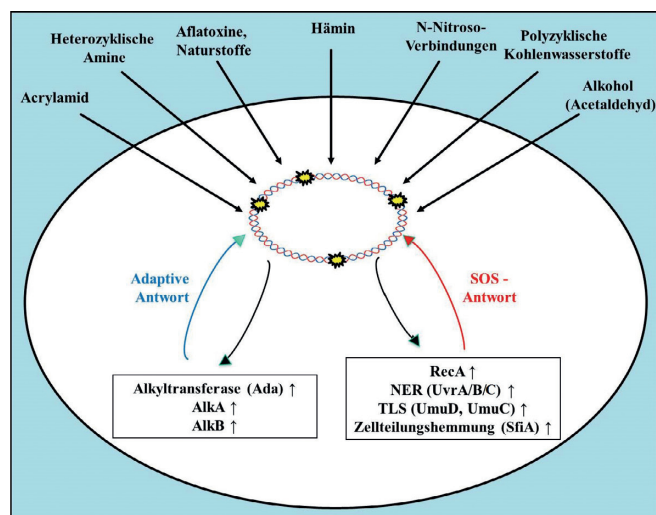 Acrylamid
Heterozyklische
Amine
Aflatoxine,
Naturstoffe
Hämin
N-Nitroso-
Verbindungen
Polyzyklische
Kohlenwasserstoffe
Alkohol
(Acetaldehyd)
Adaptive
Antwort
SOS -
Antwort
Alkyltransferase (Ada) ↑
AlkA ↑
AlkB ↑
RecA ↑
NER (UvrA/B/C) ↑
TLS (UmuD, UmuC) ↑
Zellteilungshemmung (SfiA) ↑